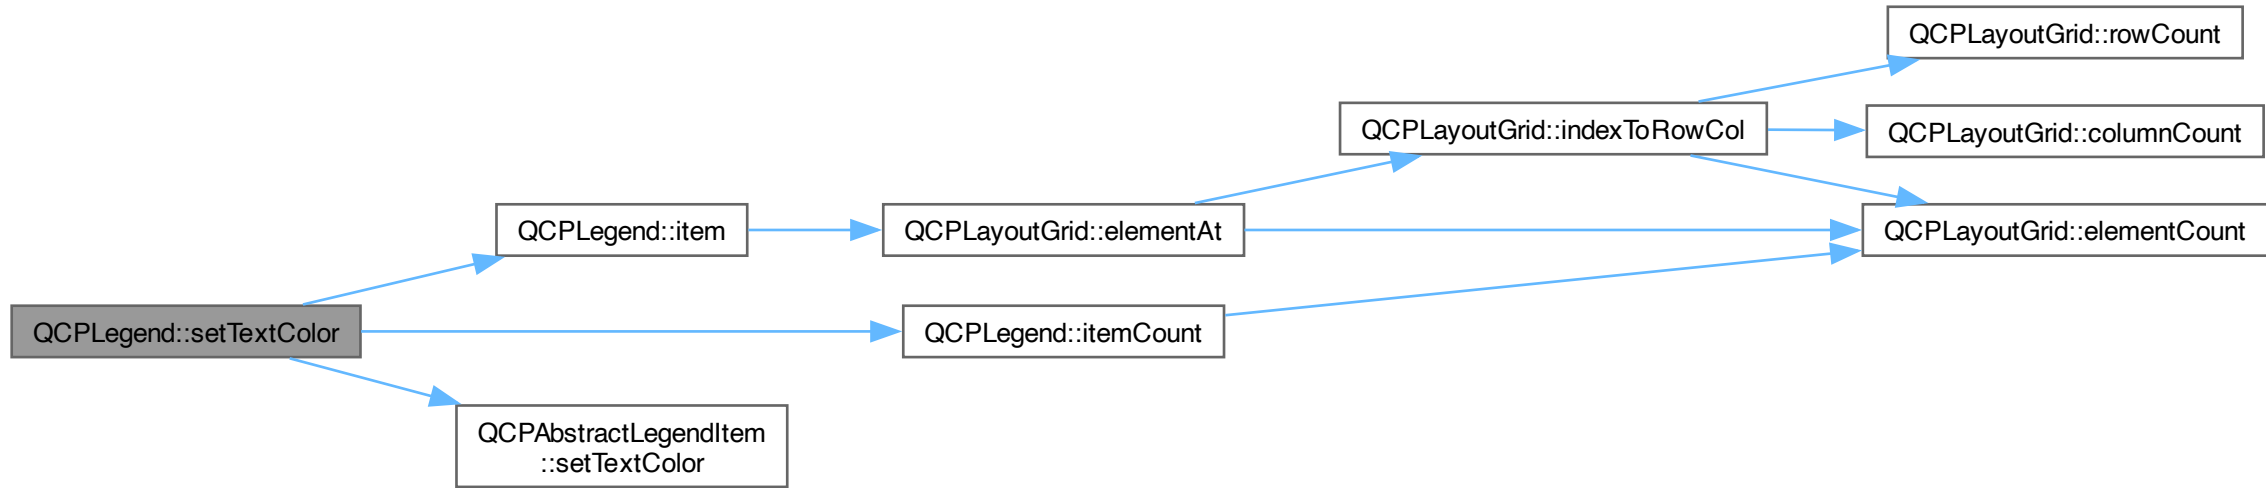 QCPLayoutGrid::rowCount
QCPLayoutGrid::indexToRowCol
QCPLayoutGrid::columnCount
QCPLegend::item
QCPLayoutGrid::elementAt
QCPLayoutGrid::elementCount
QCPLegend::setTextColor
QCPLegend::itemCount
QCPAbstractLegendItem
::setTextColor